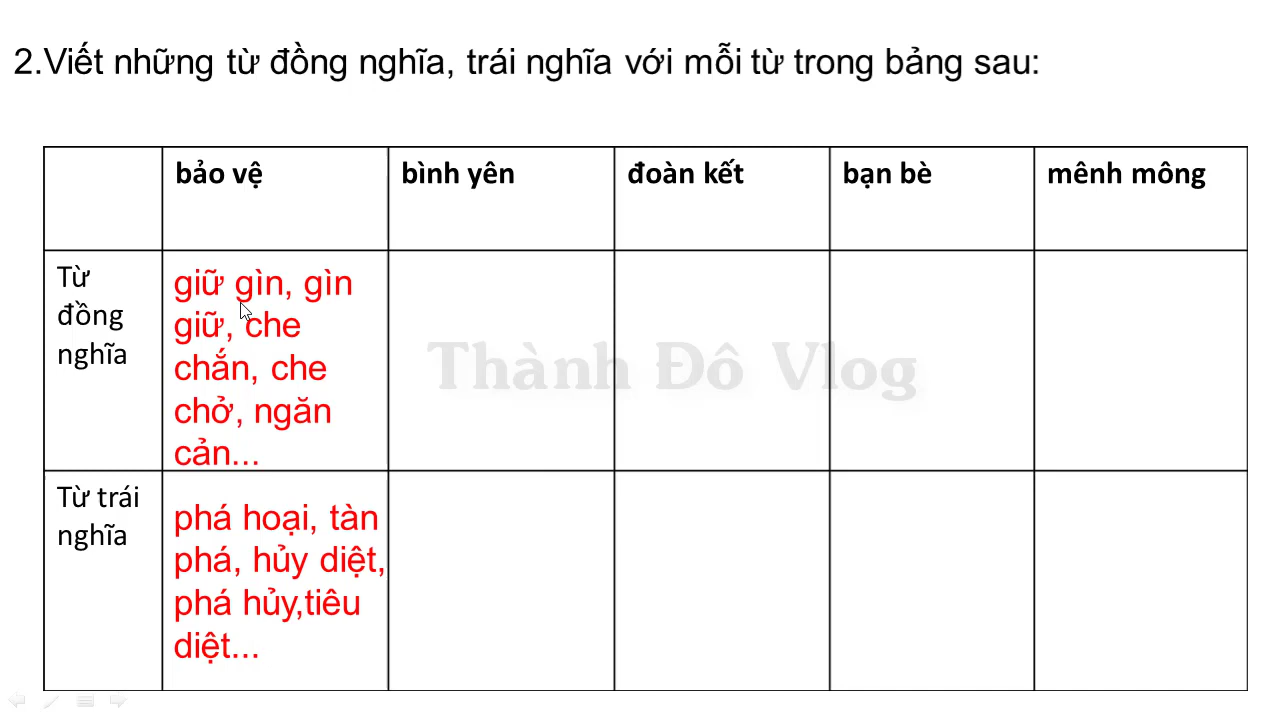 2.Viết những từ đồng nghĩa, trái nghĩa với mỗi từ trong bảng sau:
bảo vệ
bình yên
đoàn kết
bạn bè
mênh mông
Từ
đồng
nghĩa
giữ gìn, gìn
giữ, che
chắn, che
chở, ngăn
cản...
Thành Đô Vlog
Từ trái
nghĩa
phá hoại, tàn
phá, hủy diệt,
phá hủy,tiêu
diệt...